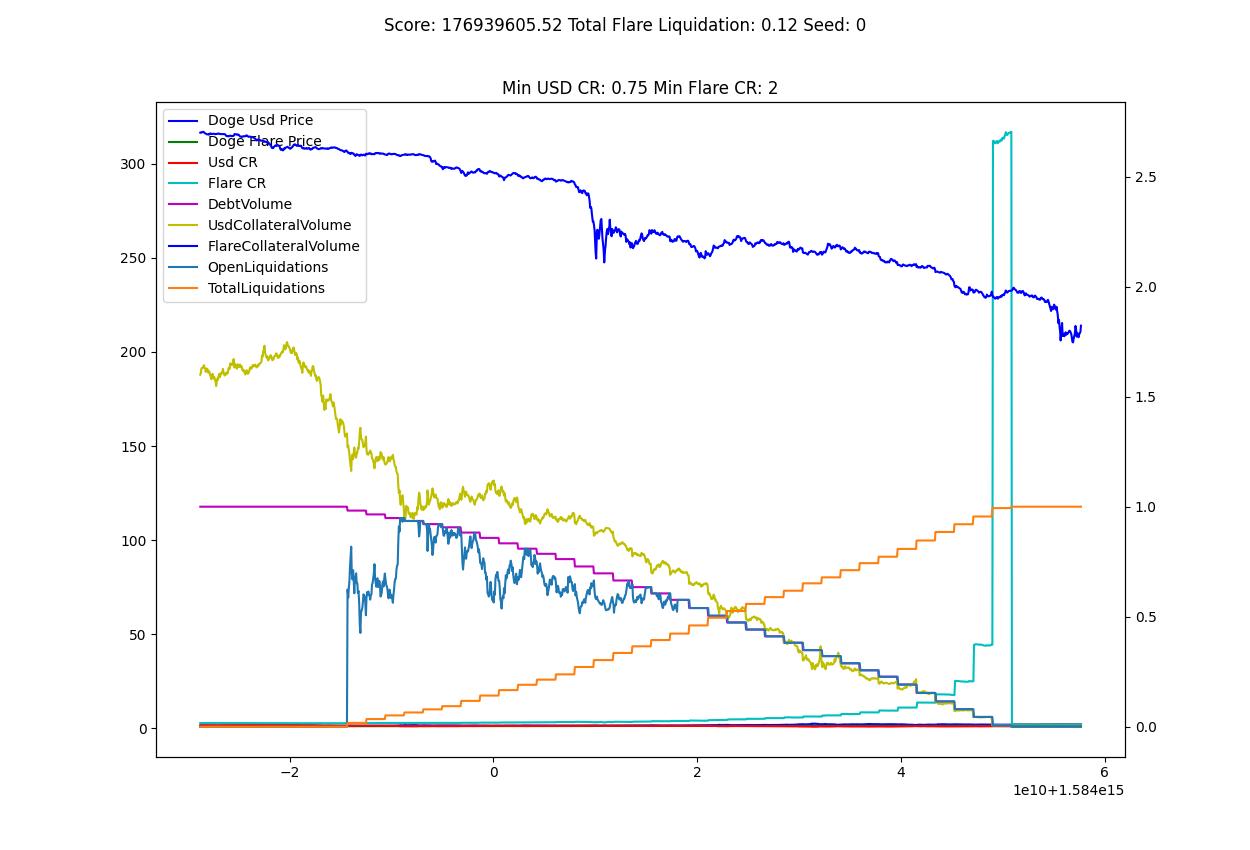 Score: 176939605.52 Total Flare Liquidation: 0.12 Seed: 0
Min USD CR: 0.75 Min Flare CR: 2
Doge Usd Price
Doge Flare Price
Usd CR
Flare CR
DebtVolume
UsdCollateralVolume
FlareCollateralVolume
OpenLiquidations
TotalLiquidations
300
250
200
150
100
50
0
2.5
2.0
1.5
1.0
0.5
0.0
−2
0
2
4
6
1e10+1.584e15